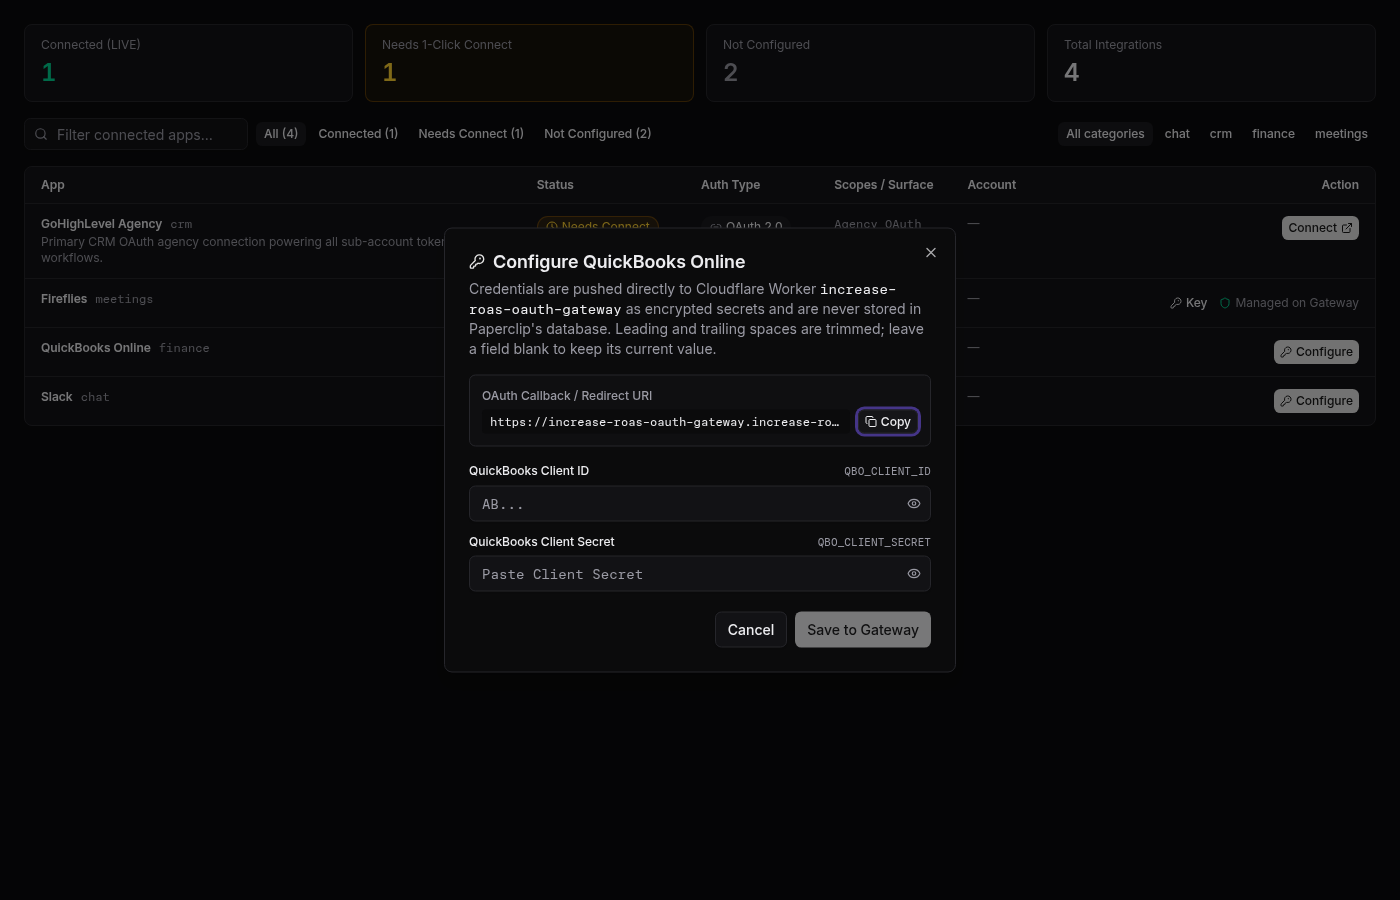 Connected (LIVE)
1
Needs 1-Click Connect
1
Not Configured
2
Total Integrations
4
Filter connected apps...
All (4)
Connected (1)
Needs Connect (1)
Not Configured (2)
All categories
chat
crm
finance
meetings
App
Status
Auth Type
Scopes / Surface
Account
Action
GoHighLevel Agency crm
Primary CRM OAuth agency connection powering all sub-account
workflows.
Needs Connect
OAuth 2.0
Agency OAuth
—
Connect
Fireflies meetings
—
Key
Managed on Gateway
QuickBooks Online finance
—
Configure
Slack chat
—
Configure
Configure QuickBooks Online
Credentials are pushed directly to Cloudflare Worker increase-
roas-oauth-gateway as encrypted secrets and are never stored in
Paperclip's database. Leading and trailing spaces are trimmed; leave
a field blank to keep its current value.
OAuth Callback / Redirect URI
https://increase-roas-oauth-gateway.increase-ro…
Copy
QuickBooks Client ID
QBO_CLIENT_ID
AB...
QuickBooks Client Secret
QBO_CLIENT_SECRET
Paste Client Secret
Cancel
Save to Gateway